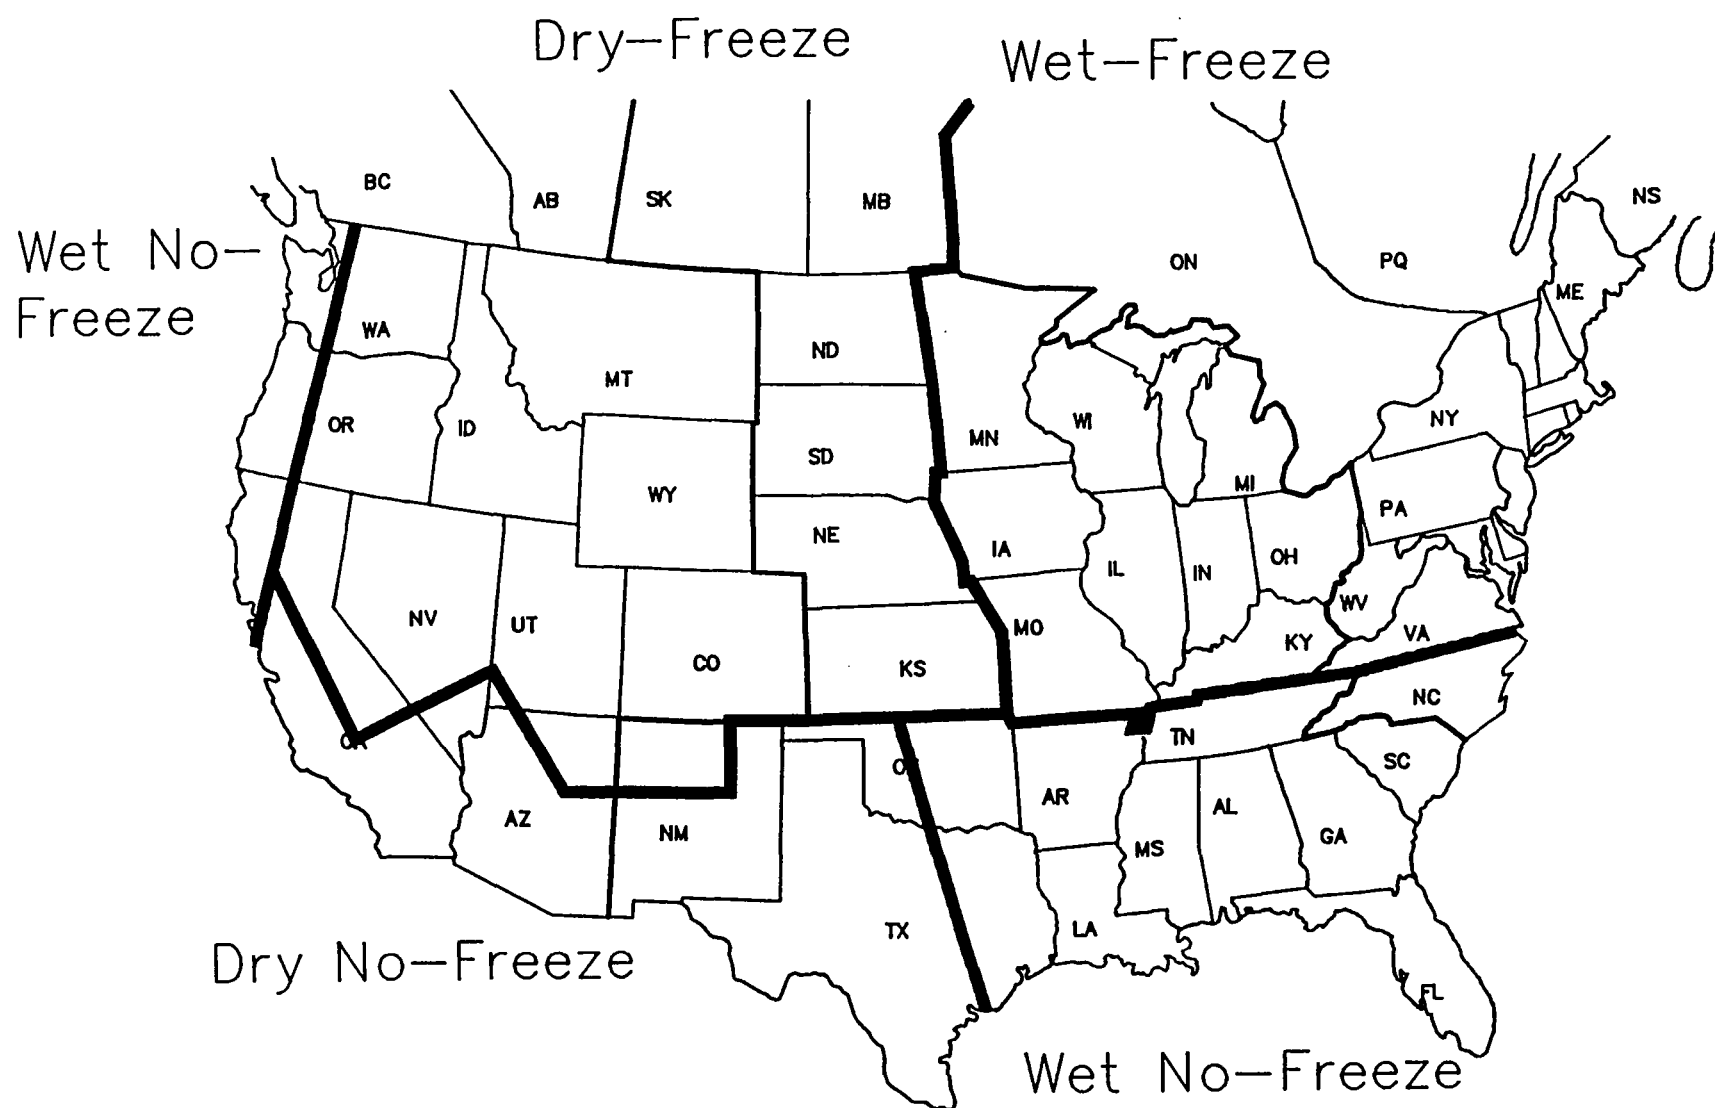 Dry-Freeze
Wet-Freeze
BC
AB
SK
MB
NS
Wet No-
Freeze
ON
PQ
ME
WA
ND
MT
OR
ID
MN
WI
NY
SD
WY
MI
PA
NE
IA
IL
IN
OH
WV
NV
UT
MO
KY
VA
CO
KS
NC
TN
SC
AZ
NM
AR
AL
GA
MS
TX
LA
Dry No-Freeze
FL
Wet No-Freeze